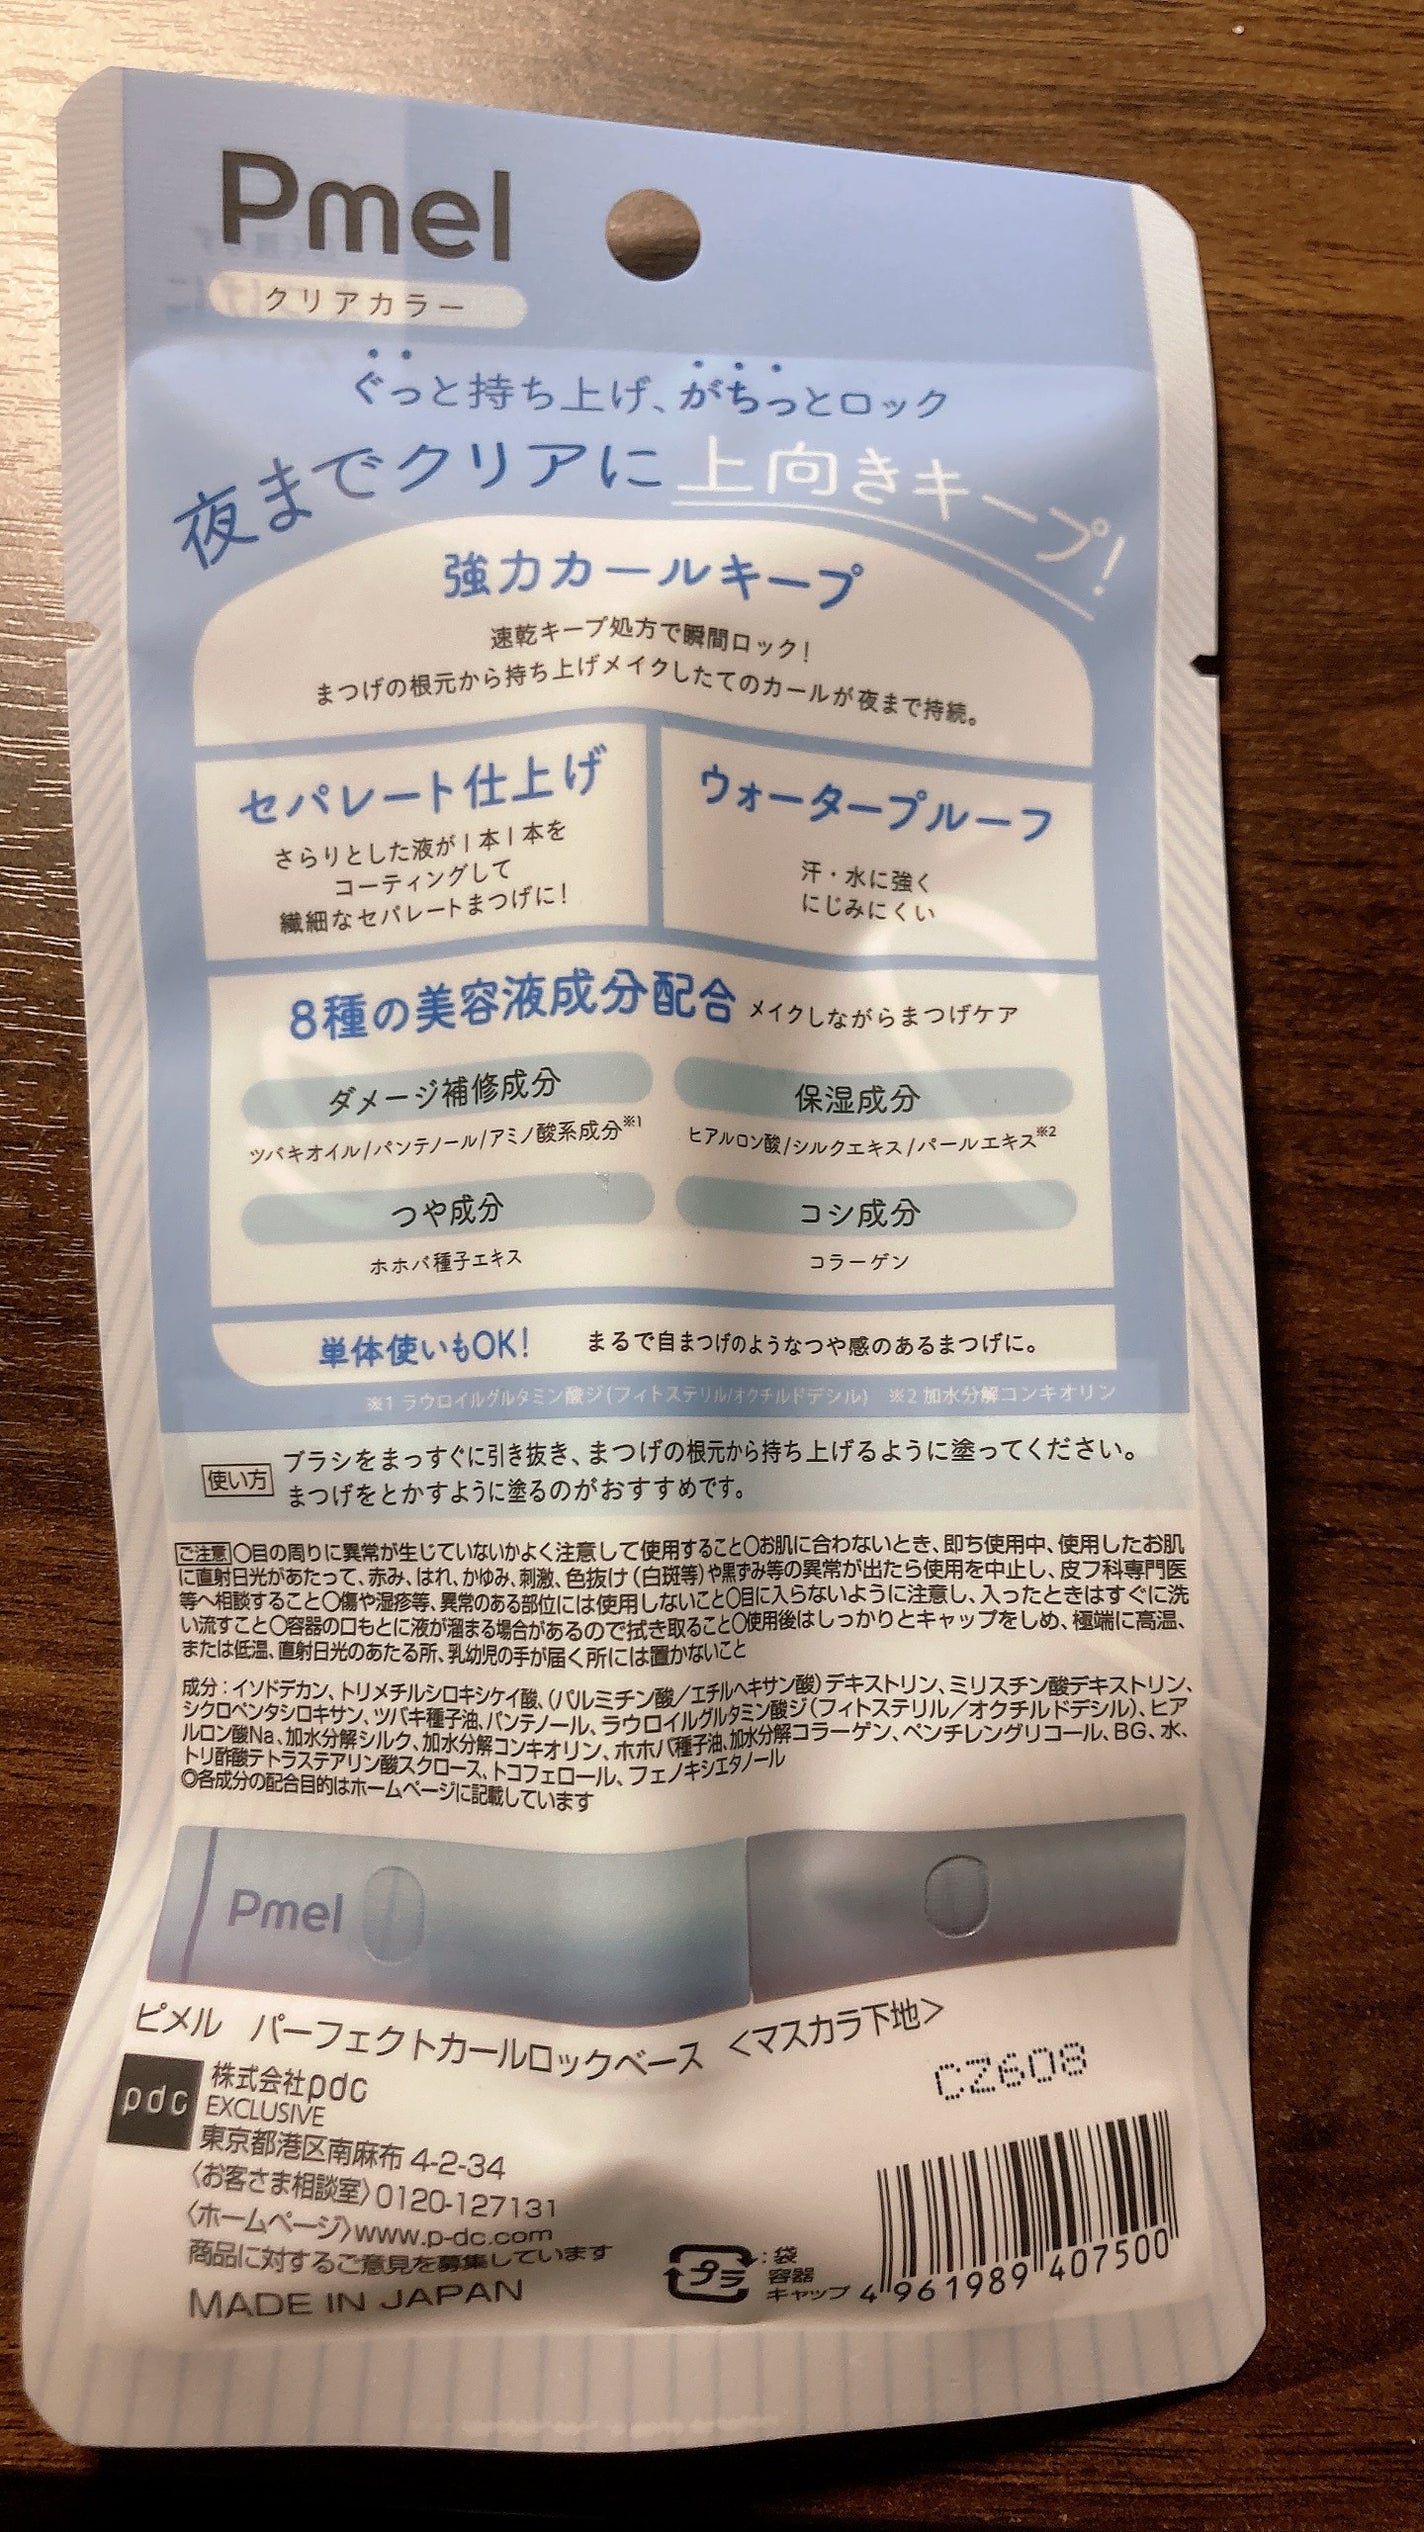 Pmel
クリアカラー
ぐっと持ち上げ、がちっとロック
夜までクリアに上向きキープ!
強力カールキープ
速乾キープ処方で瞬間ロック!
まつげの根元から持ち上げメイクしたてのカールが夜まで持続。
セパレート仕上げ
さらりとした液が1本1本を
コーティングして
繊細なセパレートまつげに!
ウォータープルーフ
汗・水に強く
にじみにくい
8種の美容液成分配合 メイクしながらまつげケア
ダメージ補修成分
ツバキオイル/パンテノール/アミノ酸系成分※1
保湿成分
ヒアルロン酸/シルクエキス/パールエキス※2
つや成分
ホホバ種子エキス
コシ成分
コラーゲン
単体使いもOK! まるで自まつげのようなつや感のあるまつげに。
※1 ラウロイルグルタミン酸ジ(フィトステリル/オクチルドデシル) ※2 加水分解コンキオリン
使い方 ブラシをまっすぐに引き抜き、まつげの根元から持ち上げるように塗ってください。
まつげをとかすように塗るのがおすすめです。
ご注意 ○目の周りに異常が生じていないかよく注意して使用すること○お肌に合わないとき、即ち使用中、使用したお肌
に直射日光があたって、赤み、はれ、かゆみ、刺激、色抜け(白斑等)や黒ずみ等の異常が出たら使用を中止し、皮フ科専門医
等へ相談すること○傷や湿疹等、異常のある部位には使用しないこと○目に入らないように注意し、入ったときはすぐに洗
い流すこと○容器の口もとに液が溜まる場合があるので拭き取ること○使用後はしっかりとキャップをしめ、極端に高温、
または低温、直射日光のあたる所、乳幼児の手が届く所には置かないこと
成分:イソドデカン、トリメチルシロキシケイ酸、(パルミチン酸/エチルヘキサン酸)デキストリン、ミリスチン酸デキストリン、
シクロペンタシロキサン、ツバキ種子油、パンテノール、ラウロイルグルタミン酸ジ(フィトステリル/オクチルドデシル)、ヒア
ルロン酸Na、加水分解シルク、加水分解コンキオリン、ホホバ種子油、加水分解コラーゲン、ペンチレングリコール、BG、水、
トリ酢酸テトラステアリン酸スクロース、トコフェロール、フェノキシエタノール
◎各成分の配合目的はホームページに記載しています
Pmel
ピメル パーフェクトカールロックベース <マスカラ下地>
CZ608
pdc
株式会社pdc
EXCLUSIVE
東京都港区南麻布 4-2-34
〈お客さま相談室〉0120-127131
〈ホームページ〉www.p-dc.com
商品に対するご意見を募集しています
MADE IN JAPAN
プラ
:袋
容器
キャップ
4 961989 407500